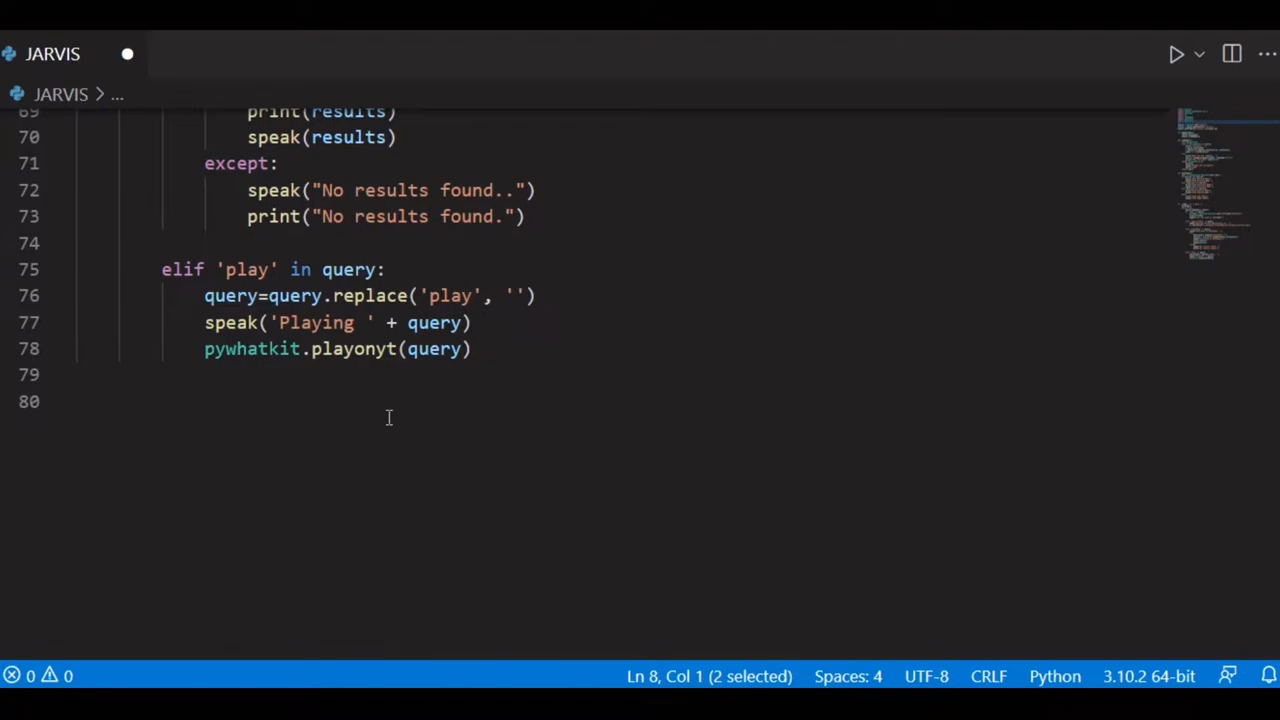 JARVIS
JARVIS > ...
69 print(results)
70 speak(results)
71 except:
72 speak("No results found..")
73 print("No results found.")
74
75 elif 'play' in query:
76 query=query.replace('play', '')
77 speak('Playing ' + query)
78 pywhatkit.playonyt(query)
79
80
0 0 Ln 8, Col 1 (2 selected) Spaces: 4 UTF-8 CRLF Python 3.10.2 64-bit